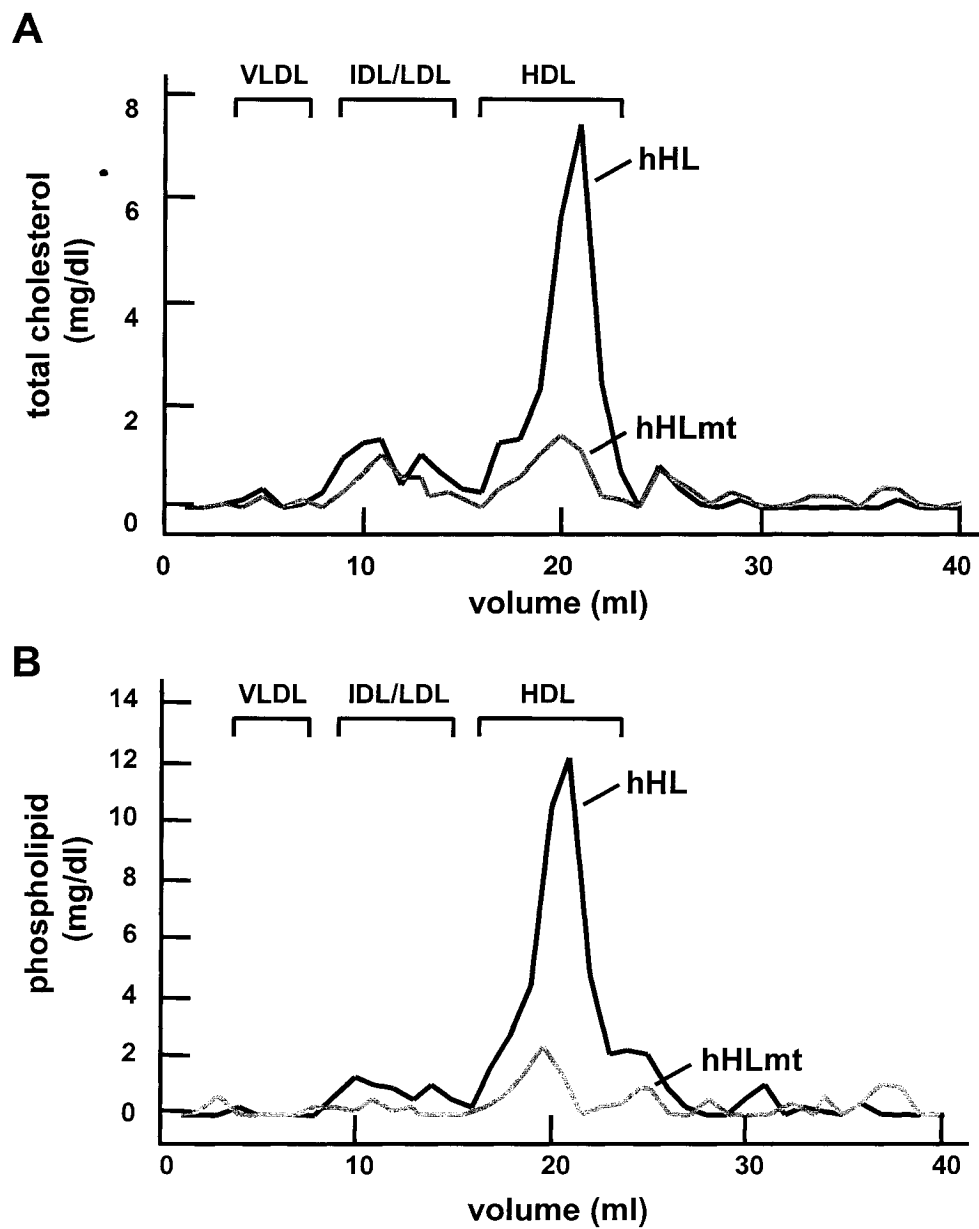 A
VLDL IDL/LDL HDL
8
6
4
2
0
total cholesterol
(mg/dl)
hHL
hHLmt
0 10 20 30 40
volume (ml)
B
VLDL IDL/LDL HDL
14
12
10
8
6
4
2
0
phospholipid
(mg/dl)
hHL
hHLmt
0 10 20 30 40
volume (ml)